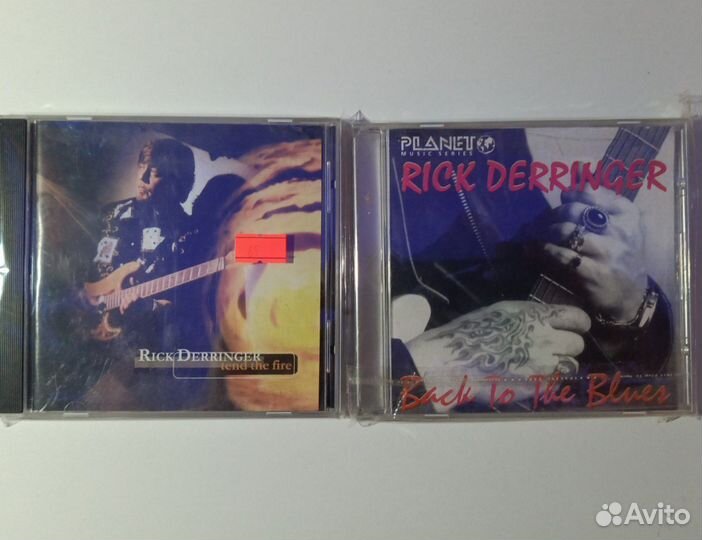 RICK DERRINGER
tend the fire
PLANET
MUSIC SERIES
RICK DERRINGER
Back To The Blues
Avito